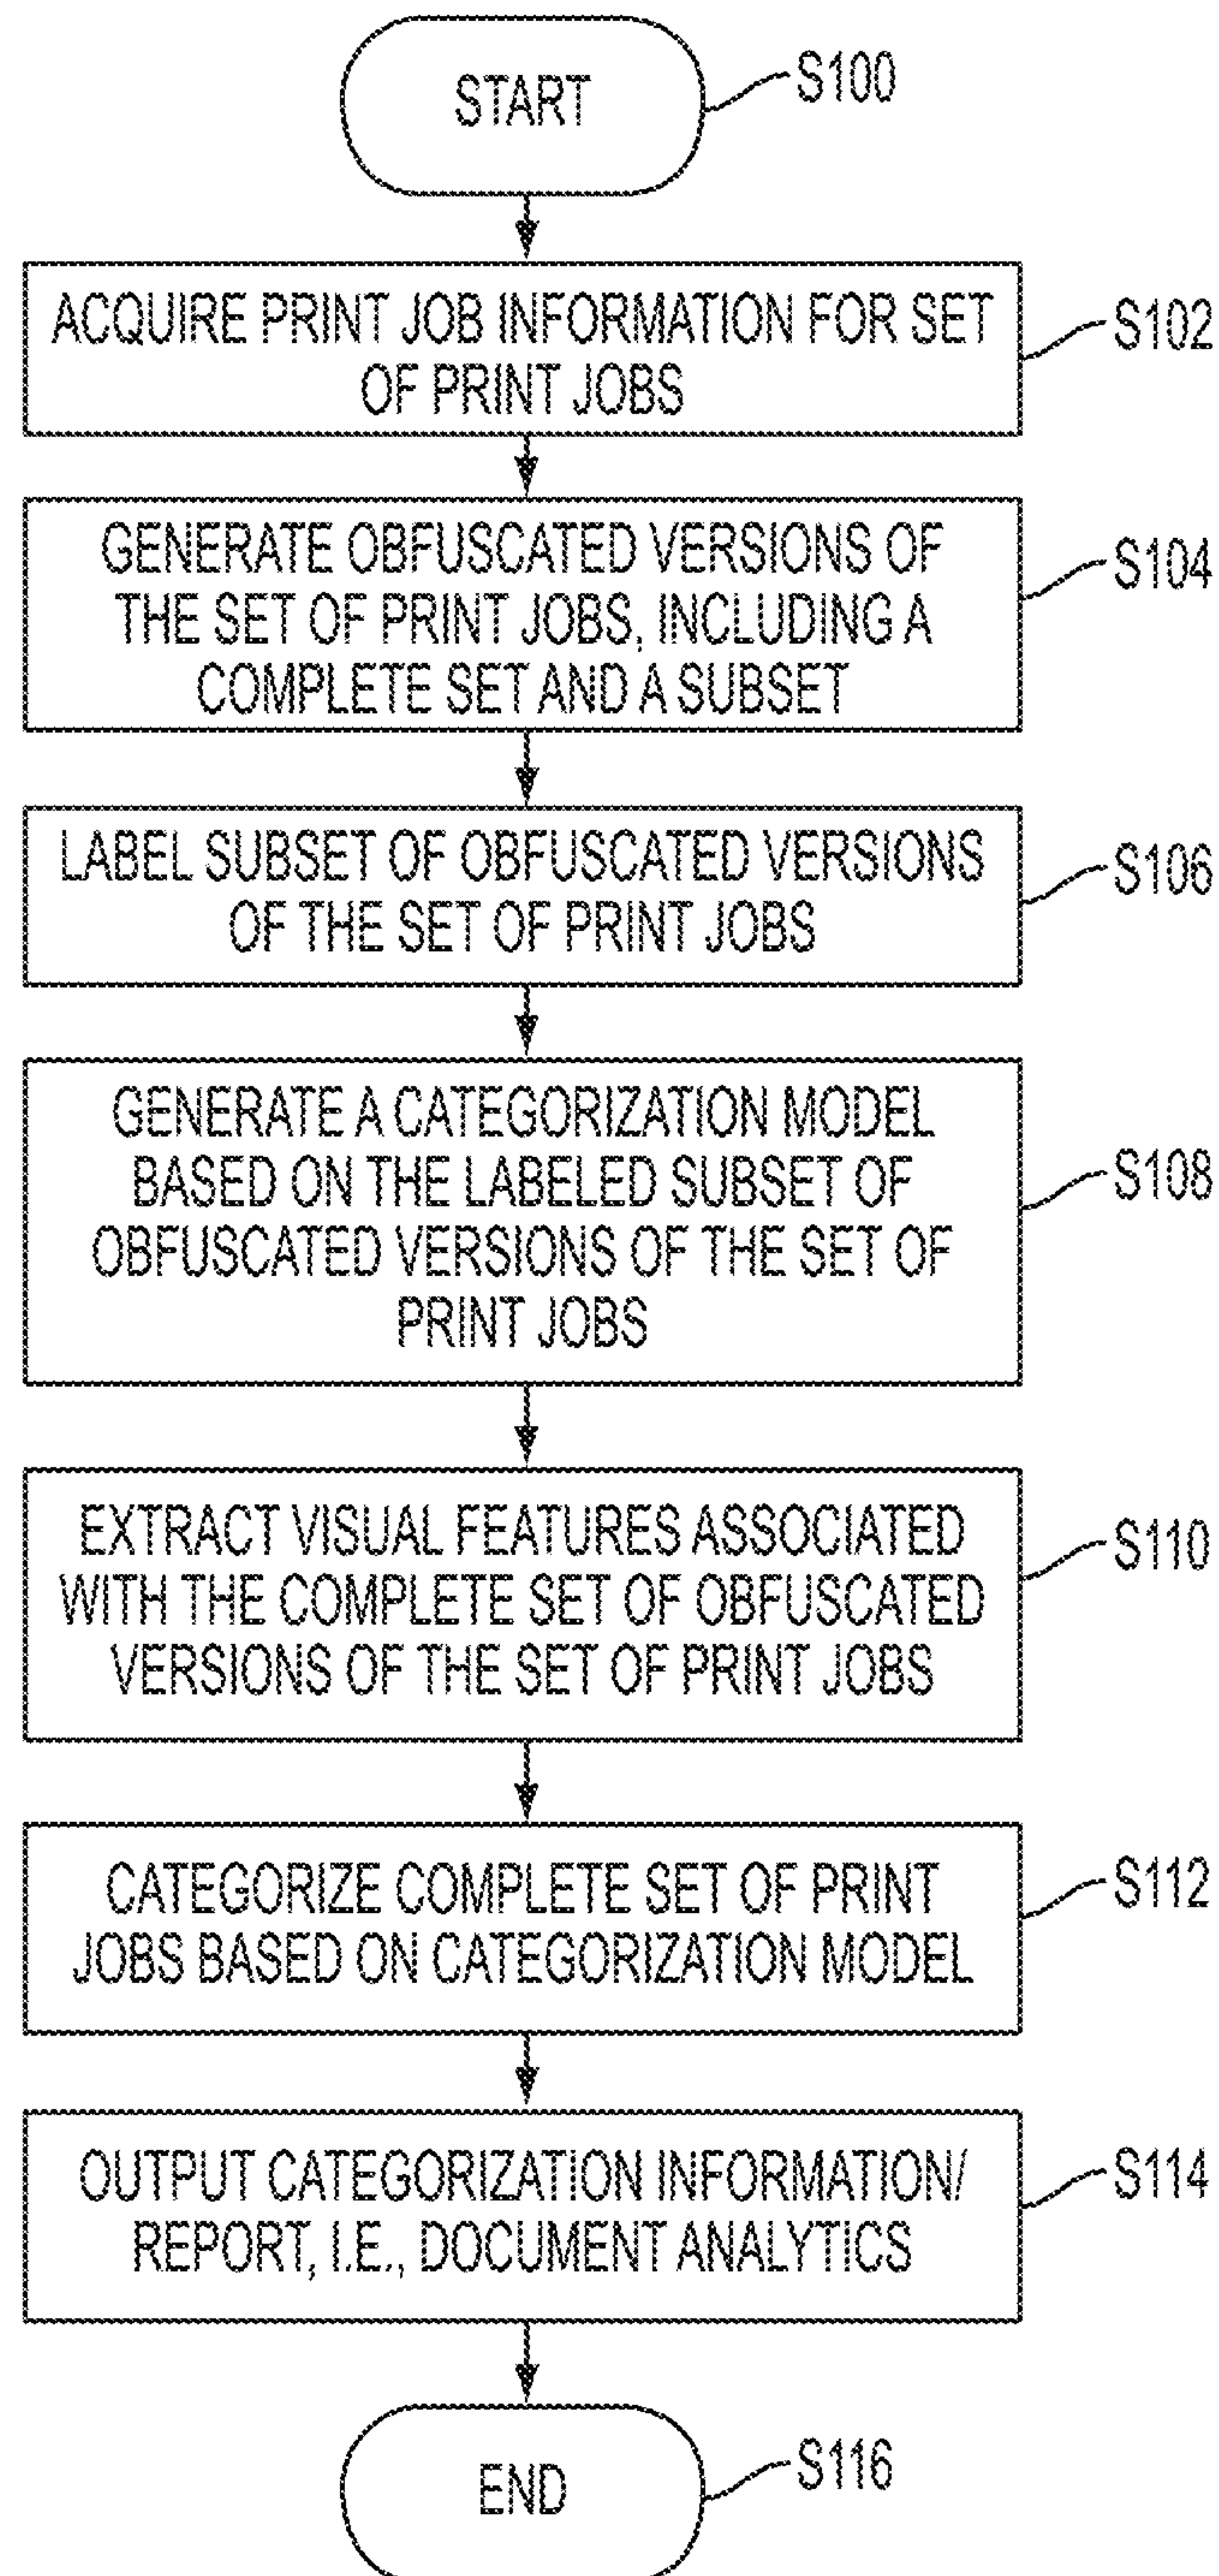 START
S100
ACQUIRE PRINT JOB INFORMATION FOR SET
OF PRINT JOBS
S102
GENERATE OBFUSCATED VERSIONS OF
THE SET OF PRINT JOBS, INCLUDING A
COMPLETE SET AND A SUBSET
S104
LABEL SUBSET OF OBFUSCATED VERSIONS
OF THE SET OF PRINT JOBS
S106
GENERATE A CATEGORIZATION MODEL
BASED ON THE LABELED SUBSET OF
OBFUSCATED VERSIONS OF THE SET OF
PRINT JOBS
S108
EXTRACT VISUAL FEATURES ASSOCIATED
WITH THE COMPLETE SET OF OBFUSCATED
VERSIONS OF THE SET OF PRINT JOBS
S110
CATEGORIZE COMPLETE SET OF PRINT
JOBS BASED ON CATEGORIZATION MODEL
S112
OUTPUT CATEGORIZATION INFORMATION/
REPORT, I.E., DOCUMENT ANALYTICS
S114
END
S116